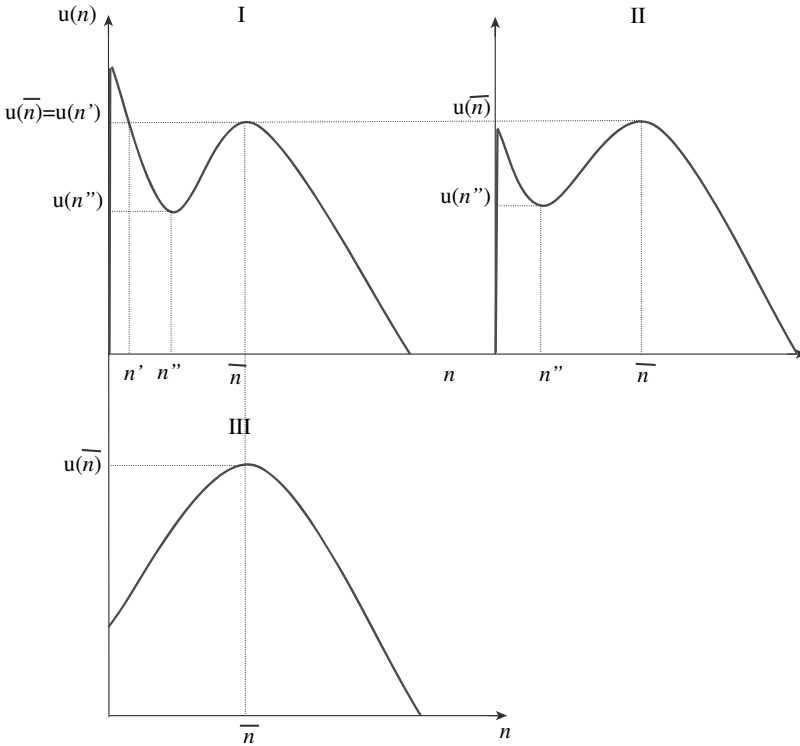 u(n) I II
u(n̅)=u(n’) u(n̅)
u(n”) u(n”)
n’ n” n̅ n n” n̅
III
u(n̅)
n̅ n